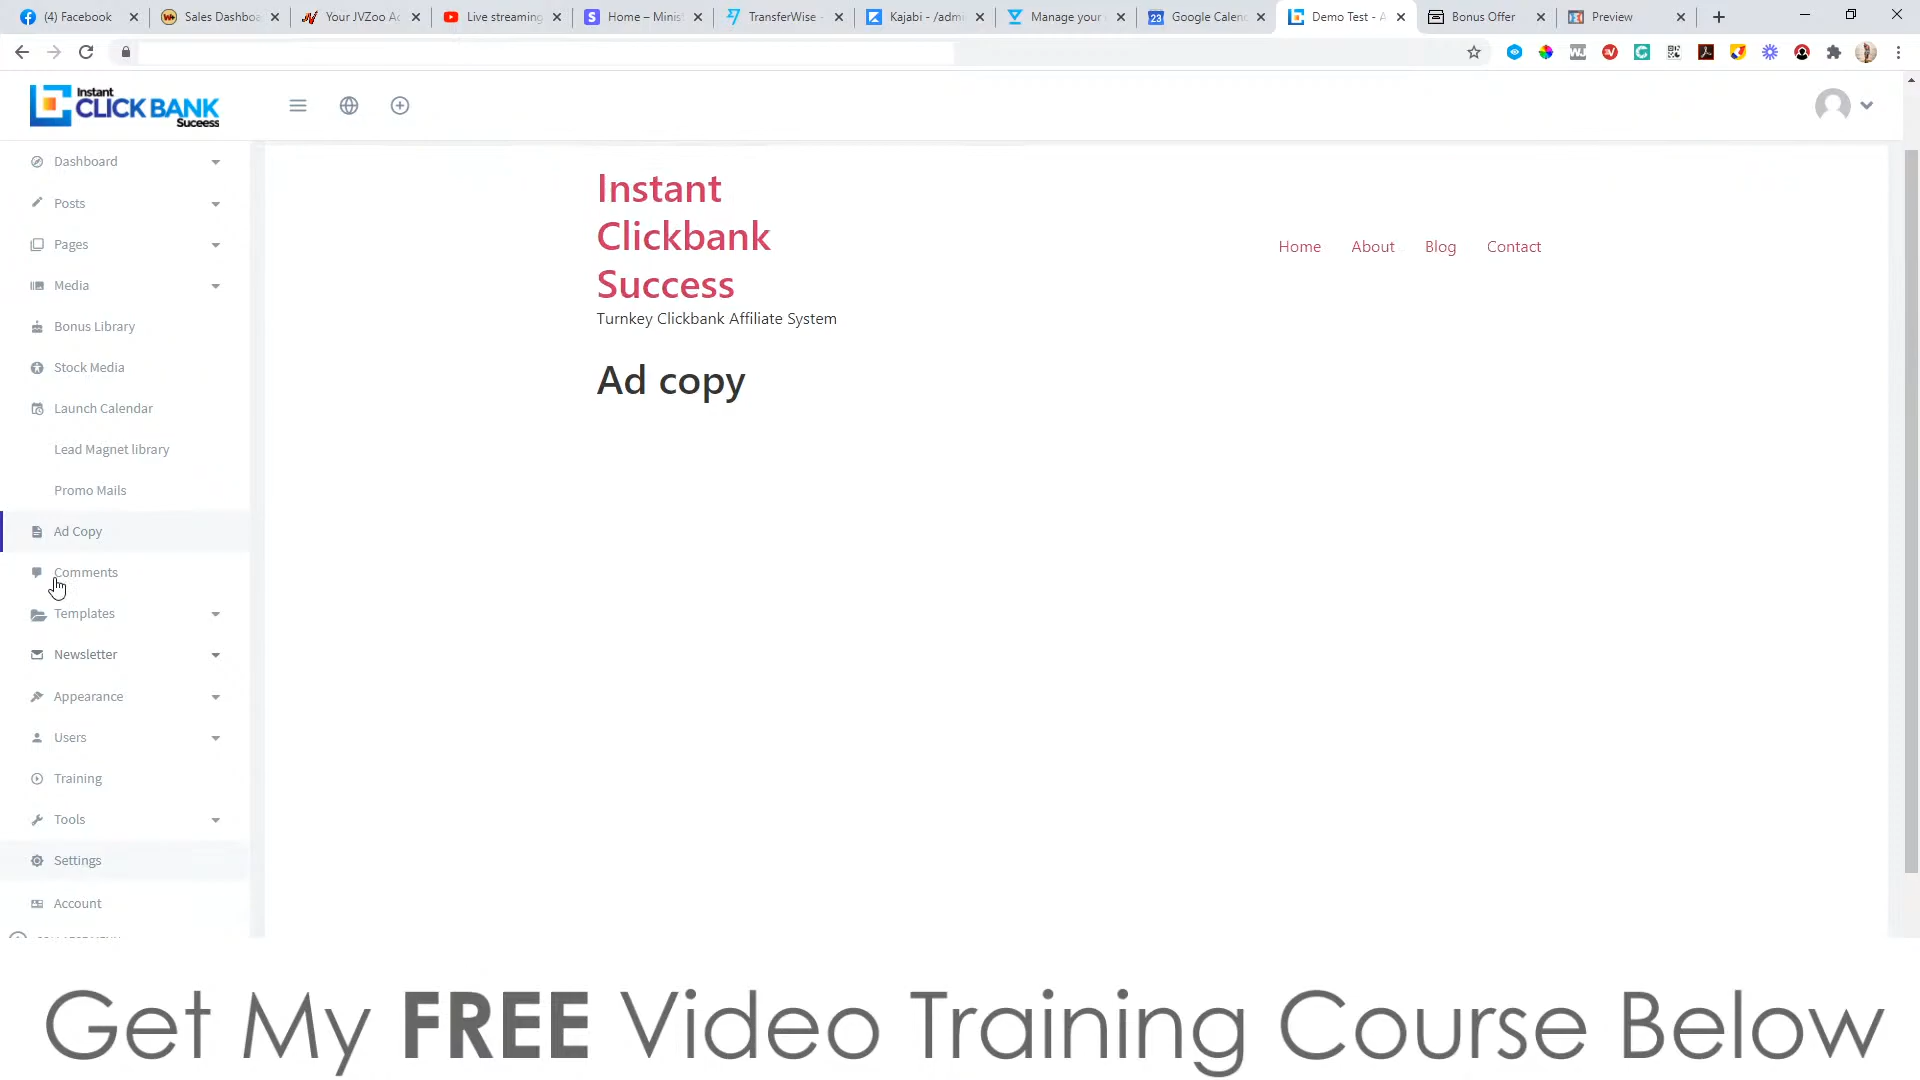 (4) Facebook
Sales Dashboa
Your JVZoo Ac
Live streaming
Home – Minis
TransferWise -
Kajabi - /admi
Manage your
Google Calen
Demo Test - A
Bonus Offer
Preview
Instant
CLICK BANK
Success
Dashboard
Posts
Pages
Media
Bonus Library
Stock Media
Launch Calendar
Lead Magnet library
Promo Mails
Ad Copy
Comments
Templates
Newsletter
Appearance
Users
Training
Tools
Settings
Account
Instant
Clickbank
Success
Turnkey Clickbank Affiliate System
Home About Blog Contact
Ad copy
Get My FREE Video Training Course Below